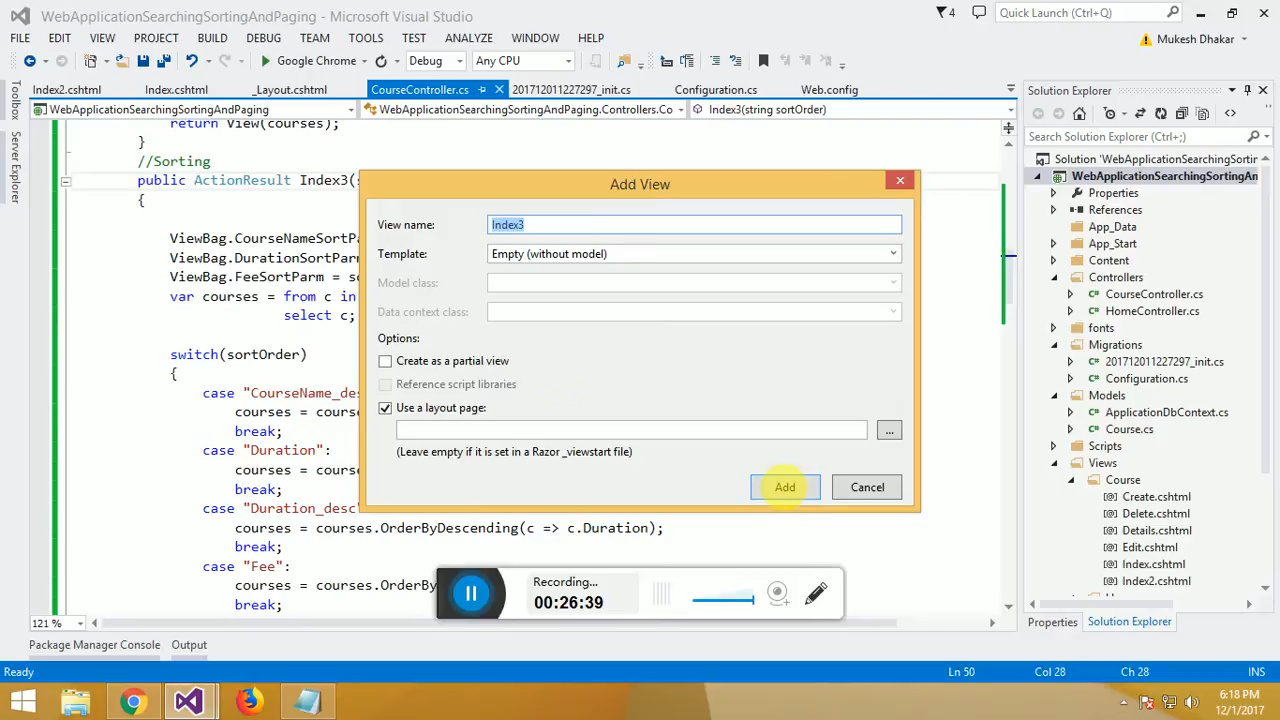 WebApplicationSearchingSortingAndPaging - Microsoft Visual Studio
4
Quick Launch (Ctrl+Q)
FILE EDIT VIEW PROJECT BUILD DEBUG TEAM TOOLS TEST ANALYZE WINDOW HELP
Mukesh Dhakar
Google Chrome
Debug
Any CPU
Toolbox
Server Explorer
Index2.cshtml Index.cshtml _Layout.cshtml CourseController.cs 201712011227297_init.cs Configuration.cs Web.config
WebApplicationSearchingSortingAndPaging WebApplicationSearchingSortingAndPaging.Controllers.Co Index3(string sortOrder)
return View(courses);
}
//Sorting
public ActionResult Index3(s
{
ViewBag.CourseNameSortPa
ViewBag.DurationSortParm
ViewBag.FeeSortParm = so
var courses = from c in
select c;
switch(sortOrder)
{
case "CourseName_des
courses = course
break;
case "Duration":
courses = course
break;
case "Duration_desc"
courses = courses.OrderByDescending(c => c.Duration);
break;
case "Fee":
courses = courses.OrderBy
break;
Add View
View name: Index3
Template: Empty (without model)
Model class:
Data context class:
Options:
Create as a partial view
Reference script libraries
Use a layout page:
...
(Leave empty if it is set in a Razor _viewstart file)
Add Cancel
Recording...
00:26:39
Solution Explorer
Search Solution Explorer (Ctrl+;)
Solution 'WebApplicationSearchingSortin
WebApplicationSearchingSortingAn
Properties
References
App_Data
App_Start
Content
Controllers
CourseController.cs
HomeController.cs
fonts
Migrations
201712011227297_init.cs
Configuration.cs
Models
ApplicationDbContext.cs
Course.cs
Scripts
Views
Course
Create.cshtml
Delete.cshtml
Details.cshtml
Edit.cshtml
Index.cshtml
Index2.cshtml
Properties Solution Explorer
121 %
Package Manager Console Output
Ready Ln 50 Col 28 Ch 28 INS
6:18 PM
12/1/2017